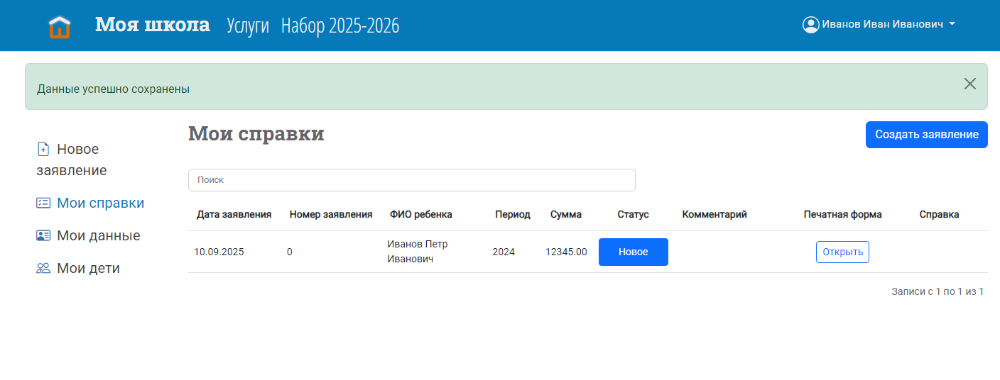 Моя школа Услуги Набор 2025-2026 Иванов Иван Иванович
Данные успешно сохранены
Мои справки Создать заявление
Новое
заявление
Мои справки
Мои данные
Мои дети
Поиск
Дата заявления Номер заявления ФИО ребенка Период Сумма Статус Комментарий Печатная форма Справка
10.09.2025 0 Иванов Петр Иванович 2024 12345.00 Новое Открыть
Записи с 1 по 1 из 1